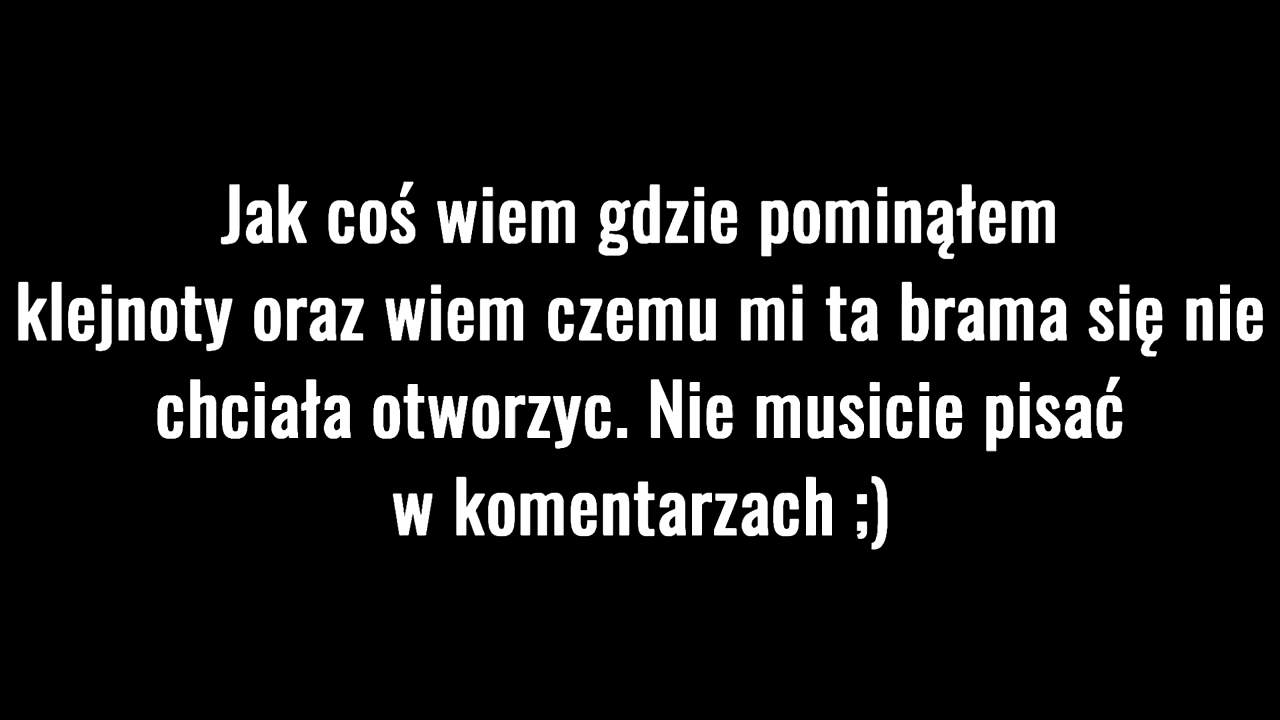 Jak coś wiem gdzie pominąłem
klejnoty oraz wiem czemu mi ta brama się nie
chciała otworzyc. Nie musicie pisać
w komentarzach ;)